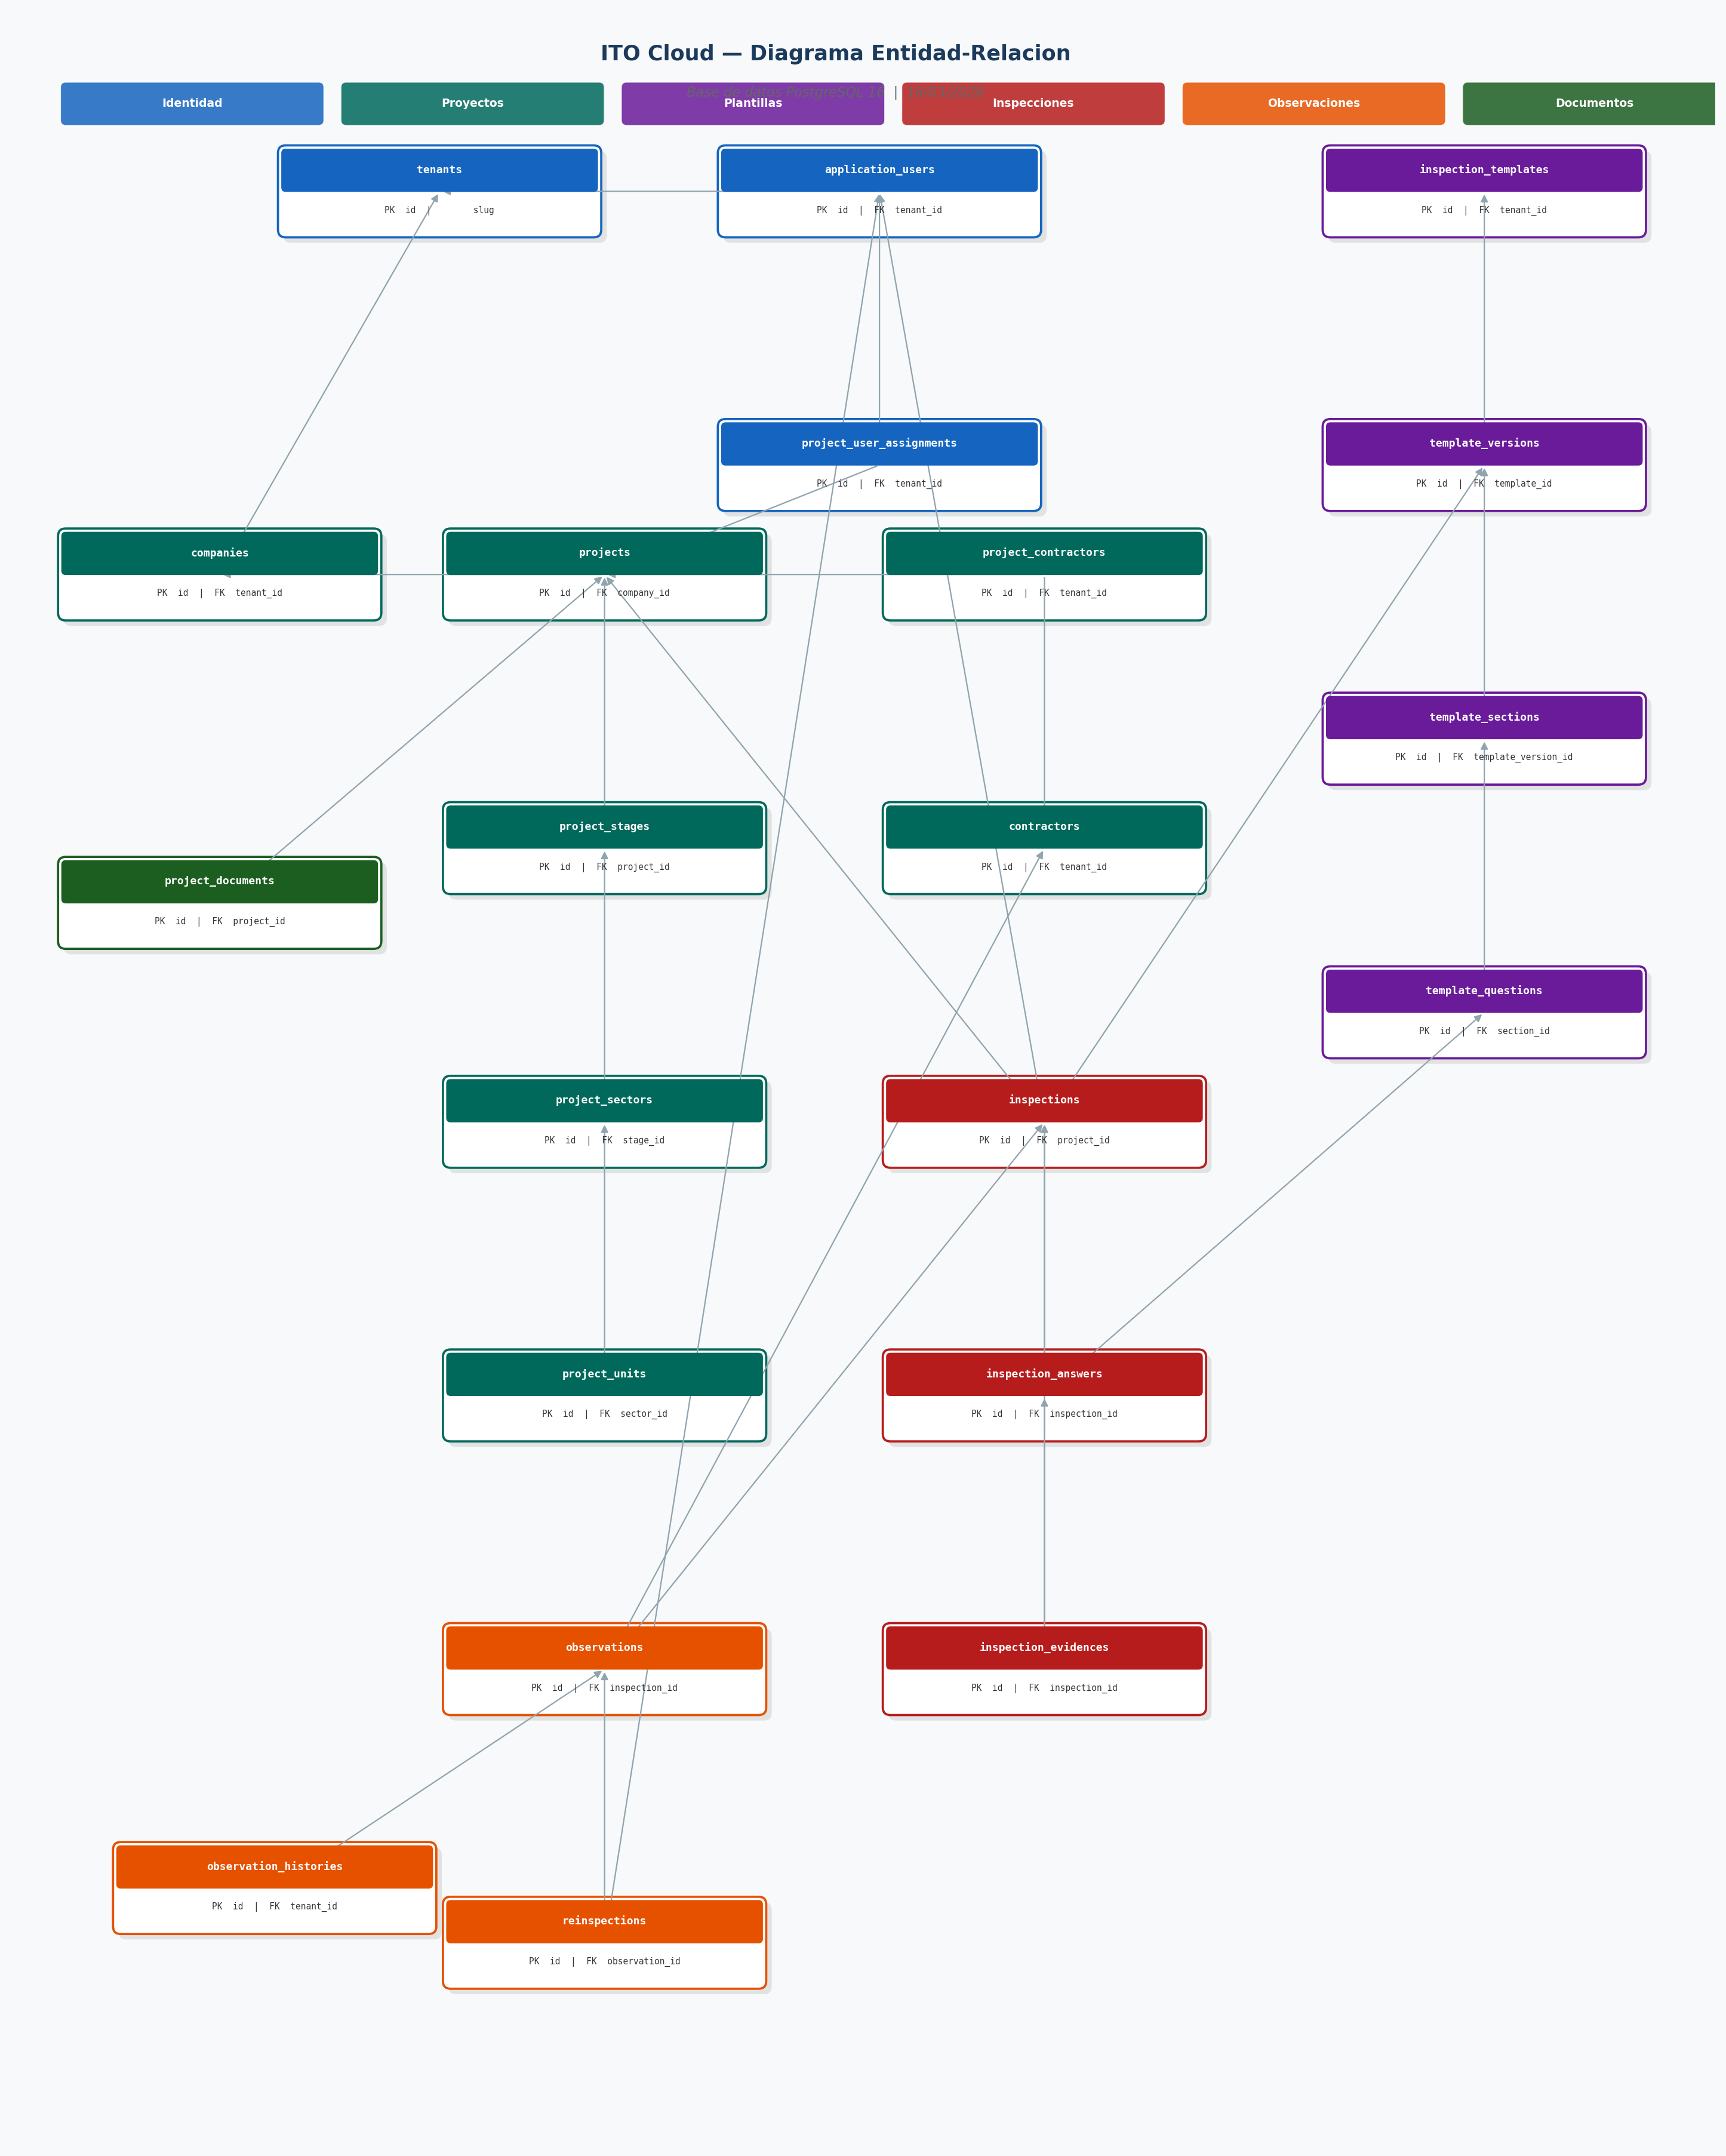 ITO Cloud — Diagrama Entidad-Relacion
Base de datos PostgreSQL 16 |
Identidad
Proyectos
Plantillas
Inspecciones
Observaciones
Documentos
tenants
PK id | slug
application_users
PK id | FK tenant_id
inspection_templates
PK id | FK tenant_id
project_user_assignments
PK id | FK tenant_id
template_versions
PK id | FK template_id
companies
PK id | FK tenant_id
projects
PK id | FK company_id
project_contractors
PK id | FK tenant_id
template_sections
PK id | FK template_version_id
project_stages
PK id | FK project_id
contractors
PK id | FK tenant_id
project_documents
PK id | FK project_id
template_questions
PK id | FK section_id
project_sectors
PK id | FK stage_id
inspections
PK id | FK project_id
project_units
PK id | FK sector_id
inspection_answers
PK id | FK inspection_id
observations
PK id | FK inspection_id
inspection_evidences
PK id | FK inspection_id
observation_histories
PK id | FK tenant_id
reinspections
PK id | FK observation_id